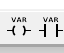 VAR VAR
-( )- -| |-